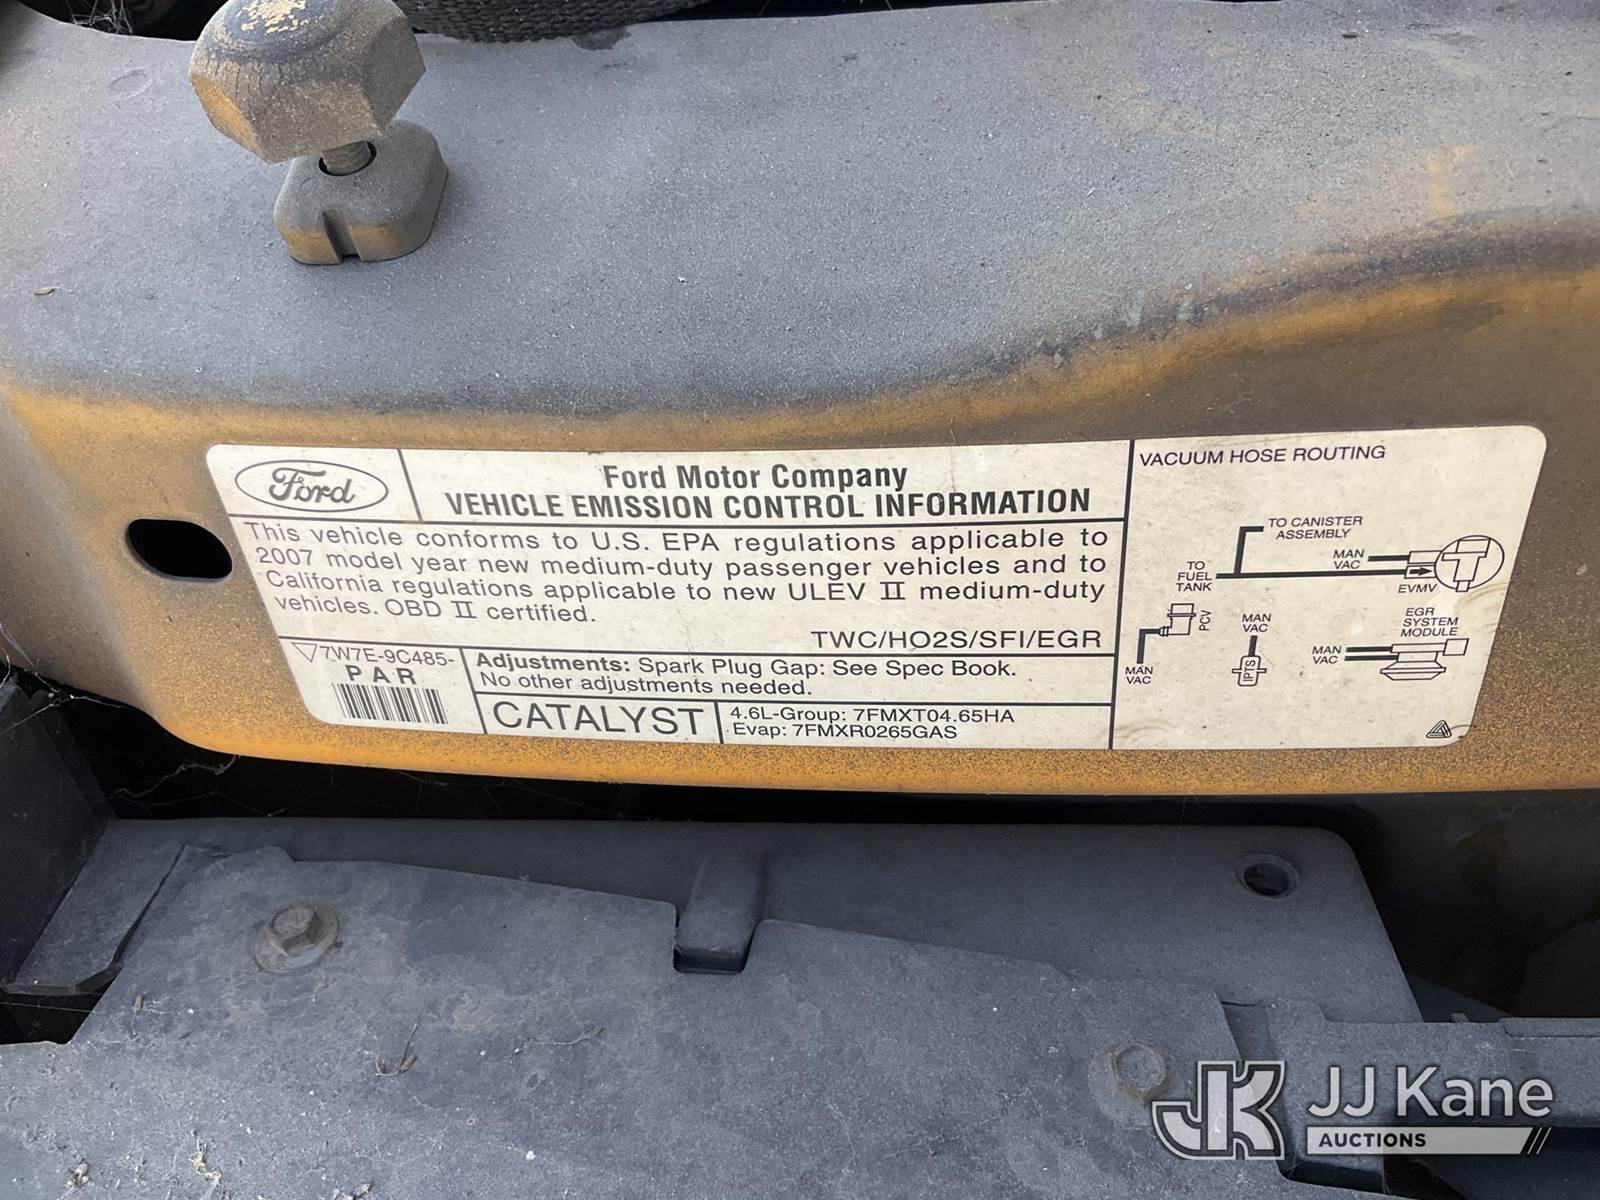 Ford
Ford Motor Company
VEHICLE EMISSION CONTROL INFORMATION
This vehicle conforms to U.S. EPA regulations applicable to
2007 model year new medium-duty passenger vehicles and to
California regulations applicable to new ULEV II medium-duty
vehicles. OBD II certified.
TWC/HO2S/SFI/EGR
7W7E-9C485-
PAR
Adjustments: Spark Plug Gap: See Spec Book.
No other adjustments needed.
CATALYST
4.6L-Group: 7FMXT04.65HA
Evap: 7FMXR0265GAS
VACUUM HOSE ROUTING
TO CANISTER
ASSEMBLY
MAN
VAC
TO
FUEL
TANK
EVMV
PCV
MAN
VAC
MAN
VAC
IPTS
EGR
SYSTEM
MODULE
MAN
VAC
JK
JJ Kane
AUCTIONS